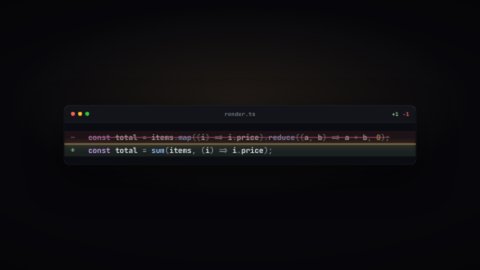 render.ts
+1 -1
- const total = items.map((i) => i.price).reduce((a, b) => a + b, 0);
+ const total = sum(items, (i) => i.price);